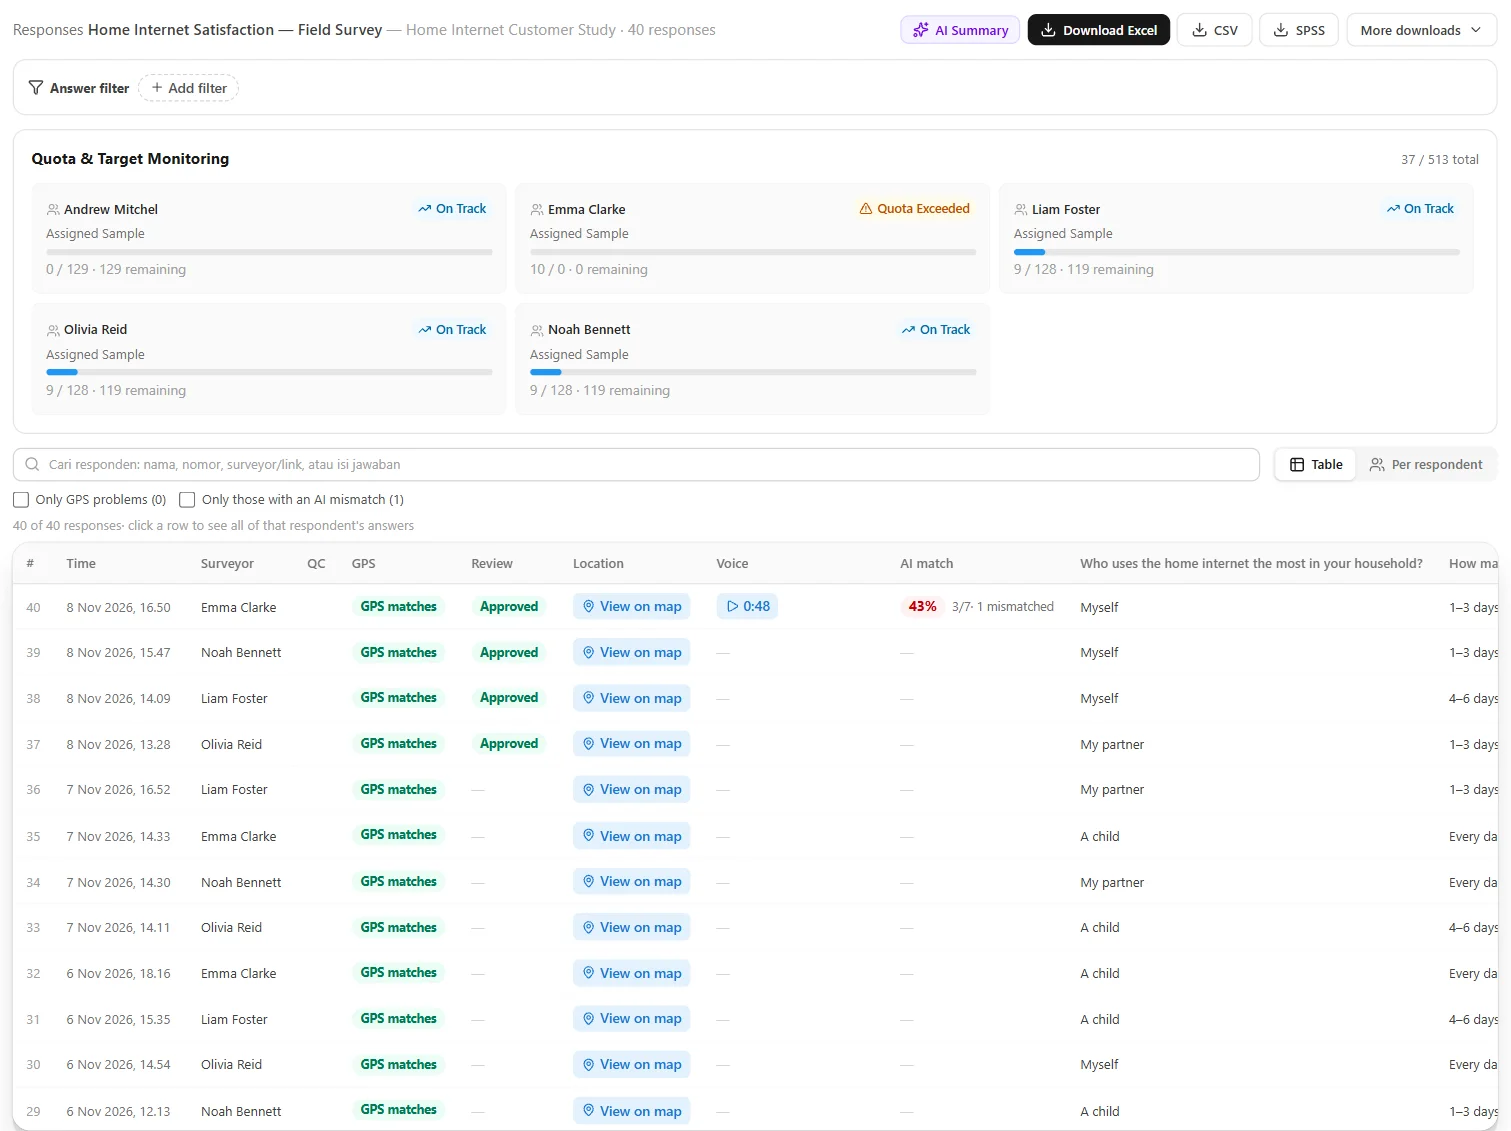 Responses Home Internet Satisfaction — Field Survey — Home Internet Customer Study · 40 responses
AI Summary
Download Excel
CSV
SPSS
More downloads
Answer filter
+ Add filter
Quota & Target Monitoring
37 / 513 total
Andrew Mitchel
On Track
Assigned Sample
0 / 129 · 129 remaining
Emma Clarke
Quota Exceeded
Assigned Sample
10 / 0 · 0 remaining
Liam Foster
On Track
Assigned Sample
9 / 128 · 119 remaining
Olivia Reid
On Track
Assigned Sample
9 / 128 · 119 remaining
Noah Bennett
On Track
Assigned Sample
9 / 128 · 119 remaining
Cari responden: nama, nomor, surveyor/link, atau isi jawaban
Table
Per respondent
Only GPS problems (0)
Only those with an AI mismatch (1)
40 of 40 responses· click a row to see all of that respondent's answers
# Time Surveyor QC GPS Review Location Voice AI match Who uses the home internet the most in your household? How ma
40 8 Nov 2026, 16.50 Emma Clarke GPS matches Approved View on map 0:48 43% 3/7· 1 mismatched Myself 1–3 days
39 8 Nov 2026, 15.47 Noah Bennett GPS matches Approved View on map — — Myself 1–3 days
38 8 Nov 2026, 14.09 Liam Foster GPS matches Approved View on map — — Myself 4–6 days
37 8 Nov 2026, 13.28 Olivia Reid GPS matches Approved View on map — — My partner 1–3 days
36 7 Nov 2026, 16.52 Liam Foster GPS matches — View on map — — My partner 1–3 days
35 7 Nov 2026, 14.33 Emma Clarke GPS matches — View on map — — A child Every da
34 7 Nov 2026, 14.30 Noah Bennett GPS matches — View on map — — My partner Every da
33 7 Nov 2026, 14.11 Olivia Reid GPS matches — View on map — — A child 4–6 days
32 6 Nov 2026, 18.16 Emma Clarke GPS matches — View on map — — A child Every da
31 6 Nov 2026, 15.35 Liam Foster GPS matches — View on map — — A child 4–6 days
30 6 Nov 2026, 14.54 Olivia Reid GPS matches — View on map — — Myself Every da
29 6 Nov 2026, 12.13 Noah Bennett GPS matches — View on map — — A child 1–3 days